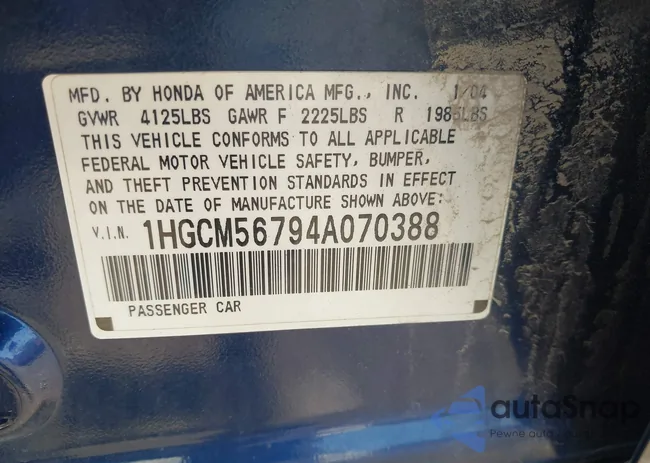 MFD. BY HONDA OF AMERICA MFG., INC. 1/04
GVWR 4125LBS GAWR F 2225LBS R 1985LBS
THIS VEHICLE CONFORMS TO ALL APPLICABLE
FEDERAL MOTOR VEHICLE SAFETY, BUMPER,
AND THEFT PREVENTION STANDARDS IN EFFECT
ON THE DATE OF MANUFACTURE SHOWN ABOVE:
V.I.N. 1HGCM56794A070388
PASSENGER CAR
autoSnap
Pewne auto